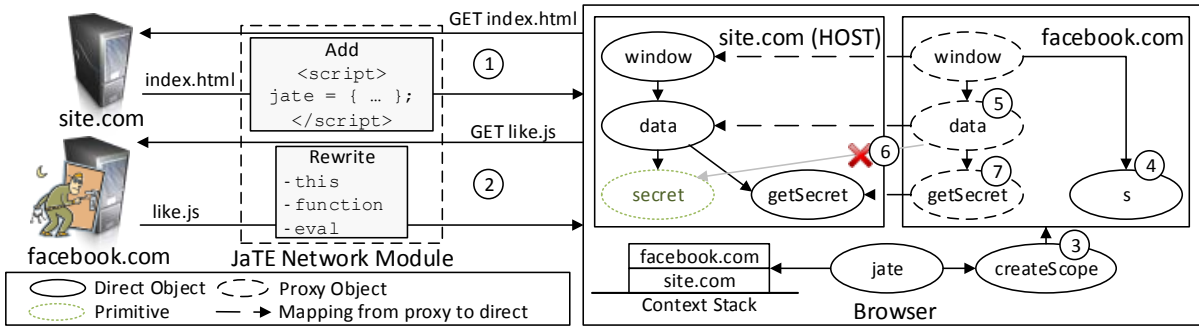 GET index.html
site.com (HOST)
facebook.com
Add
<script>
jate = { … };
</script>
1
index.html
site.com
window
window
5
data
data
GET like.js
6
4
Rewrite
-this
-function
-eval
2
7
secret
getSecret
getSecret
s
like.js
facebook.com
JaTE Network Module
3
facebook.com
site.com
jate
createScope
Context Stack
Browser
Direct Object
Proxy Object
Primitive
Mapping from proxy to direct